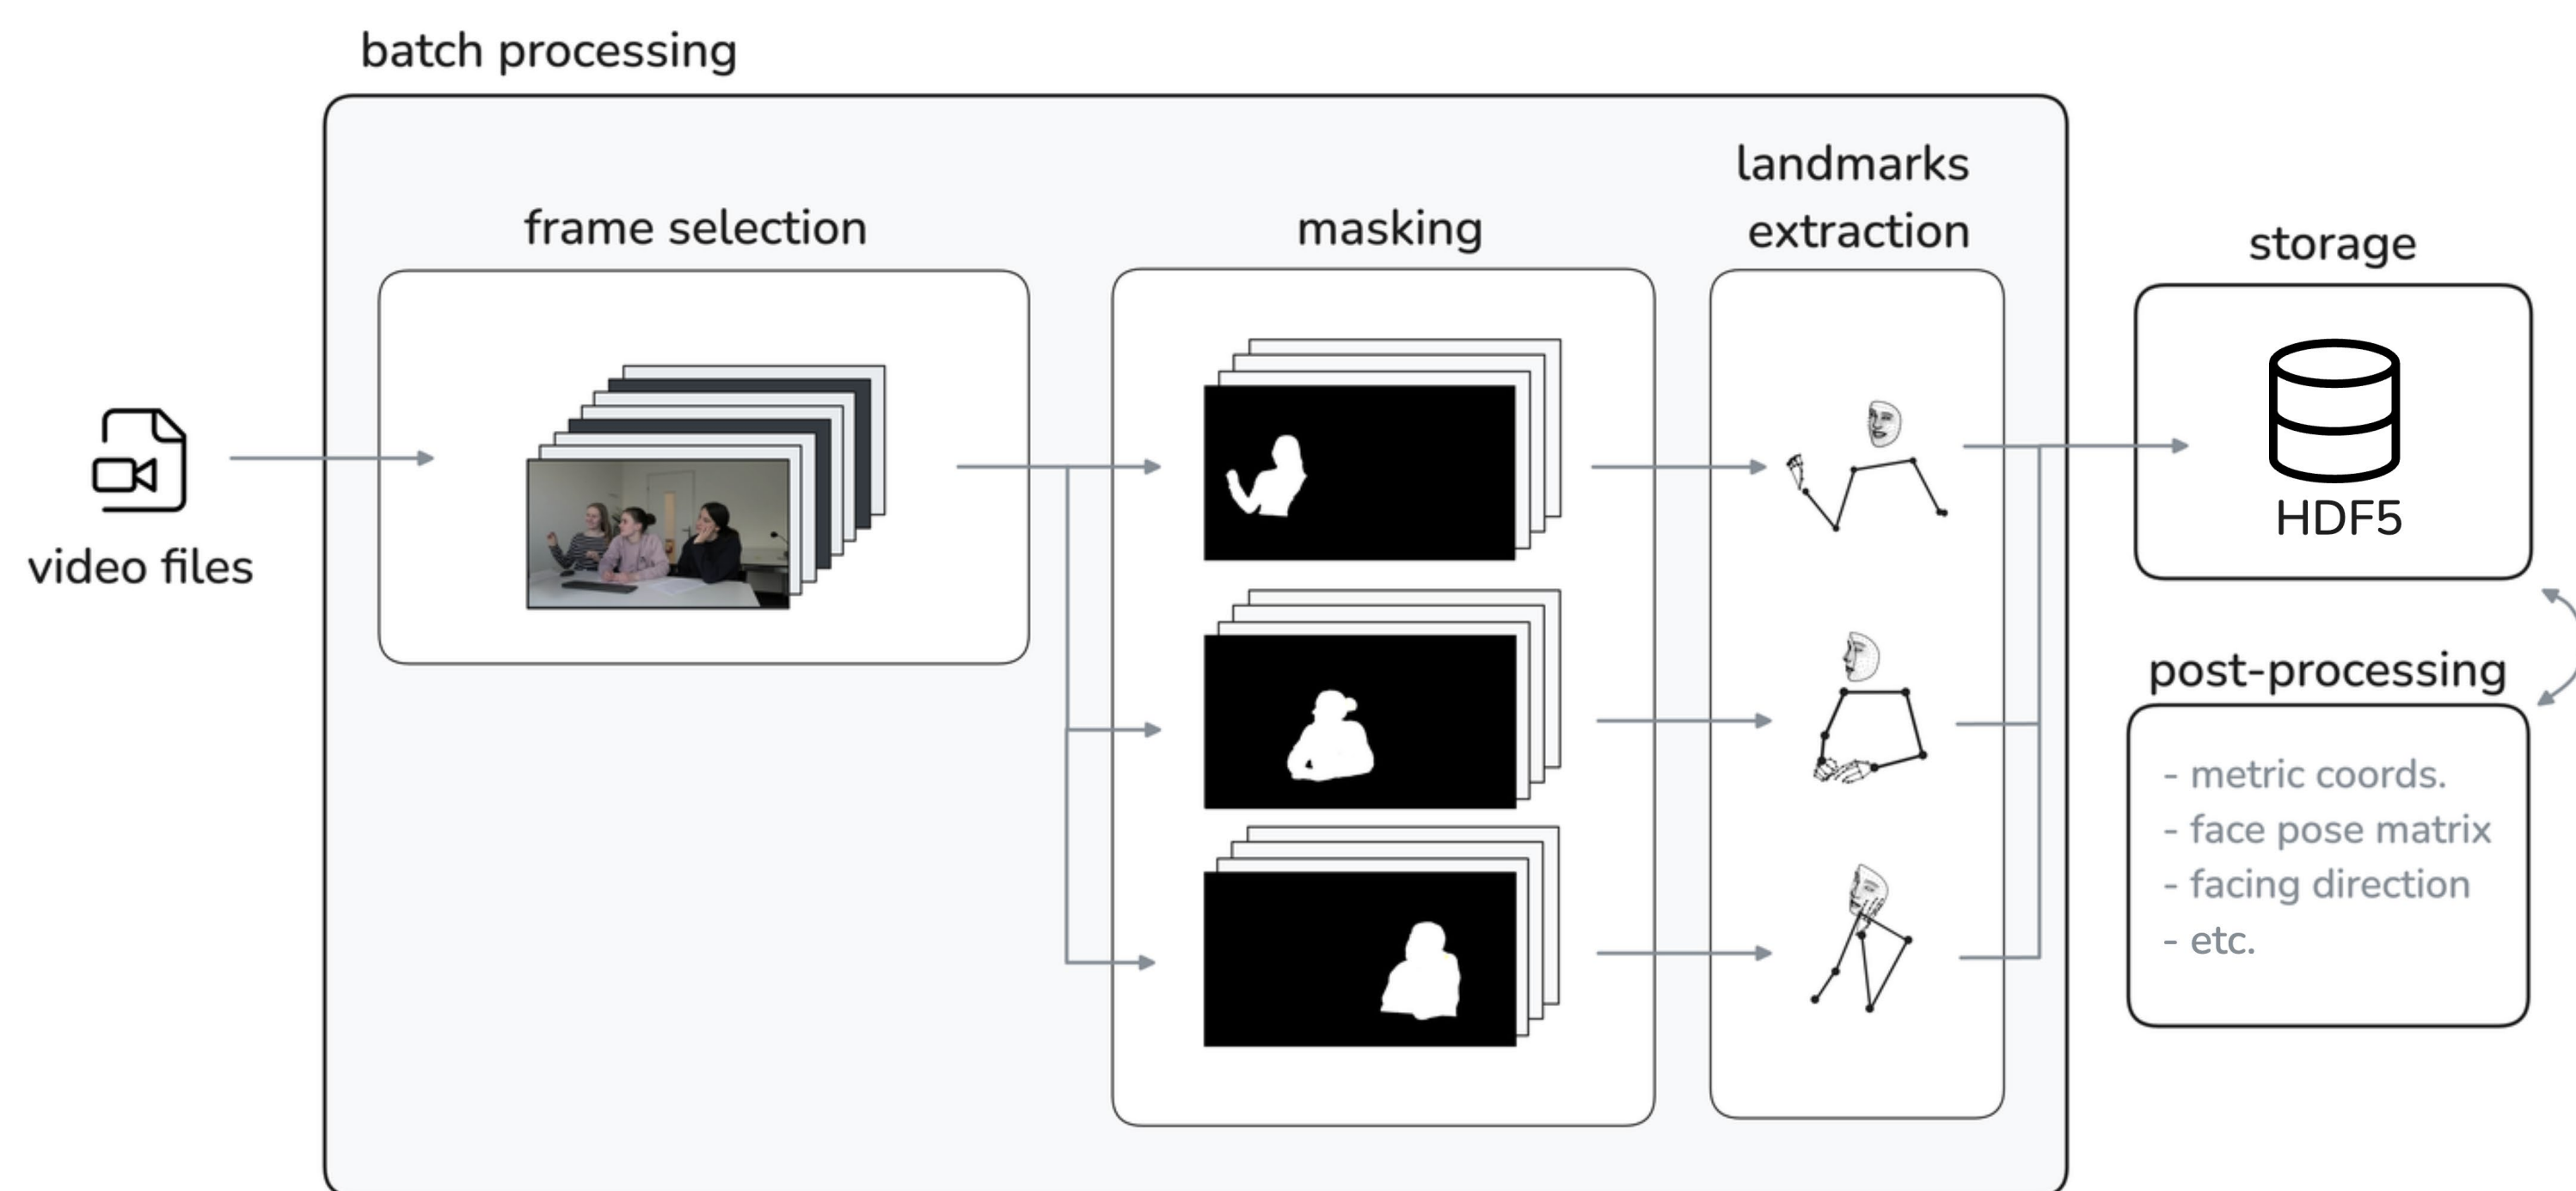 batch processing
frame selection
masking
landmarks
extraction
storage
video files
HDF5
post-processing
- metric coords.
- face pose matrix
- facing direction
- etc.